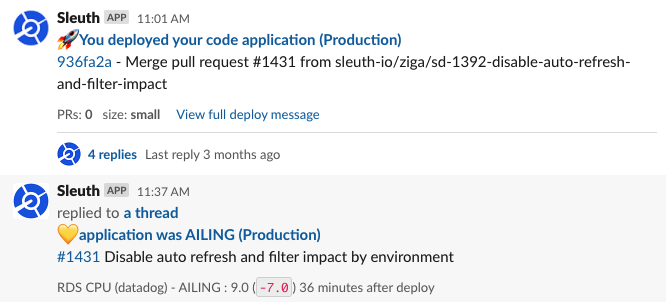 Sleuth APP 11:01 AM
🚀You deployed your code application (Production)
936fa2a - Merge pull request #1431 from sleuth-io/ziga/sd-1392-disable-auto-refresh-
and-filter-impact
PRs: 0 size: small View full deploy message
4 replies Last reply 3 months ago
Sleuth APP 11:37 AM
replied to a thread
💛application was AILING (Production)
#1431 Disable auto refresh and filter impact by environment
RDS CPU (datadog) - AILING : 9.0 (-7.0) 36 minutes after deploy